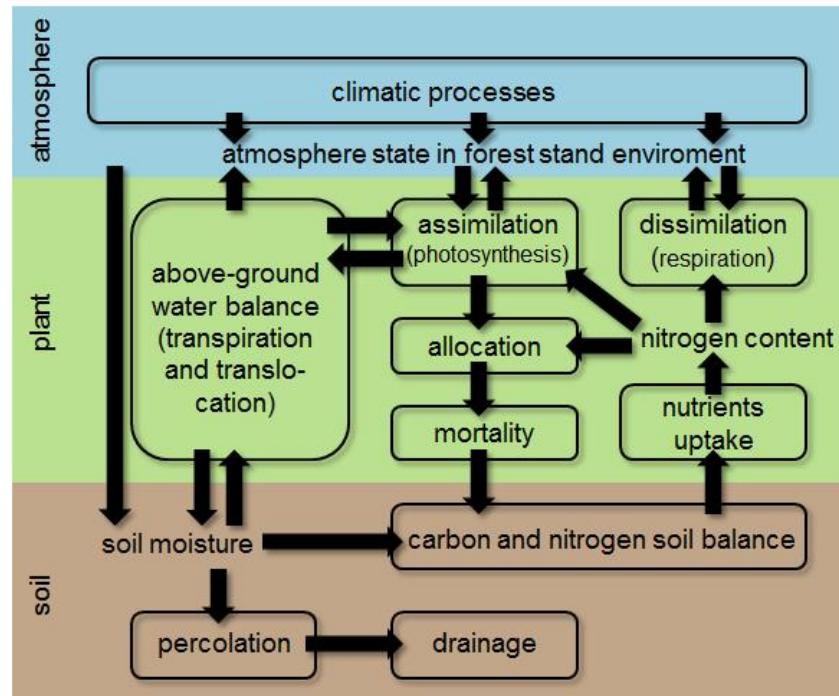 atmosphere
climatic processes
atmosphere state in forest stand enviroment
plant
above-ground
water balance
(transpiration
and translo-
cation)
assimilation
(photosynthesis)
dissimilation
(respiration)
allocation
nitrogen content
mortality
nutrients
uptake
soil
soil moisture
carbon and nitrogen soil balance
percolation
drainage